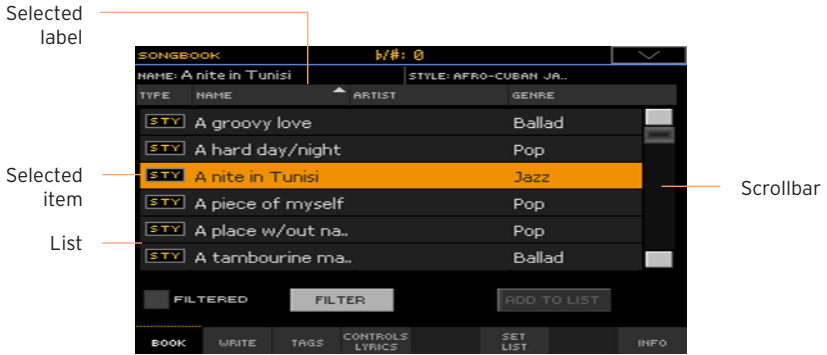 Selected
label
SONGBOOK ♭/#: 0
NAME: A nite in Tunisi STYLE: AFRO-CUBAN JA..
TYPE NAME ARTIST GENRE
STY A groovy love Ballad
STY A hard day/night Pop
Selected
item
STY A nite in Tunisi Jazz
Scrollbar
STY A piece of myself Pop
List
STY A place w/out na.. Pop
STY A tambourine ma.. Ballad
FILTERED FILTER ADD TO LIST
BOOK WRITE TAGS CONTROLS LYRICS SET LIST INFO